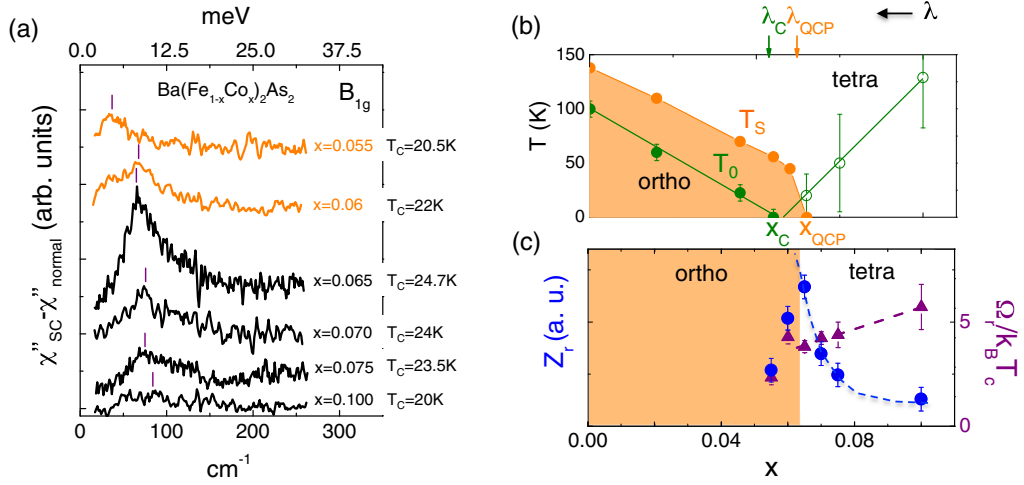 (a)
meV
0.0 12.5 25.0 37.5
Ba(Fe1-xCox)2As2
B1g
x=0.055 TC=20.5K
x=0.06 TC=22K
x=0.065 TC=24.7K
x=0.070 TC=24K
x=0.075 TC=23.5K
x=0.100 TC=20K
χ''SC-χ''normal (arb. units)
0 50 100 150 200 250 300
cm-1
(b)
λC λQCP
← λ
150
100
50
0
T (K)
tetra
TS
T0
ortho
xC xQCP
(c)
ortho
tetra
Zr(a. u.)
5
0
Ωr/kBTc
0.00 0.04 0.08
x